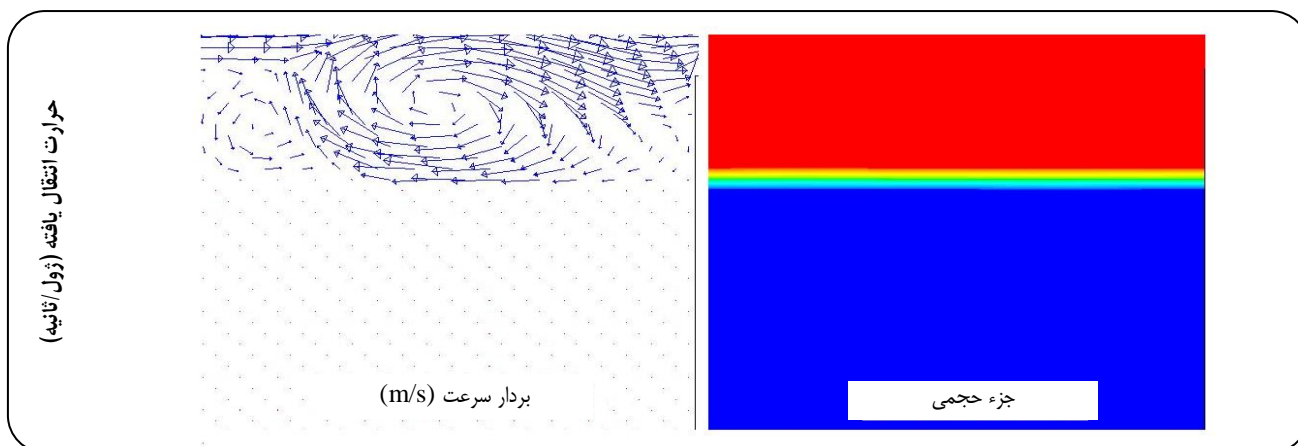 حرارت انتقال یافته (ژول/ثانیه)
بردار سرعت (m/s)
جزء حجمی